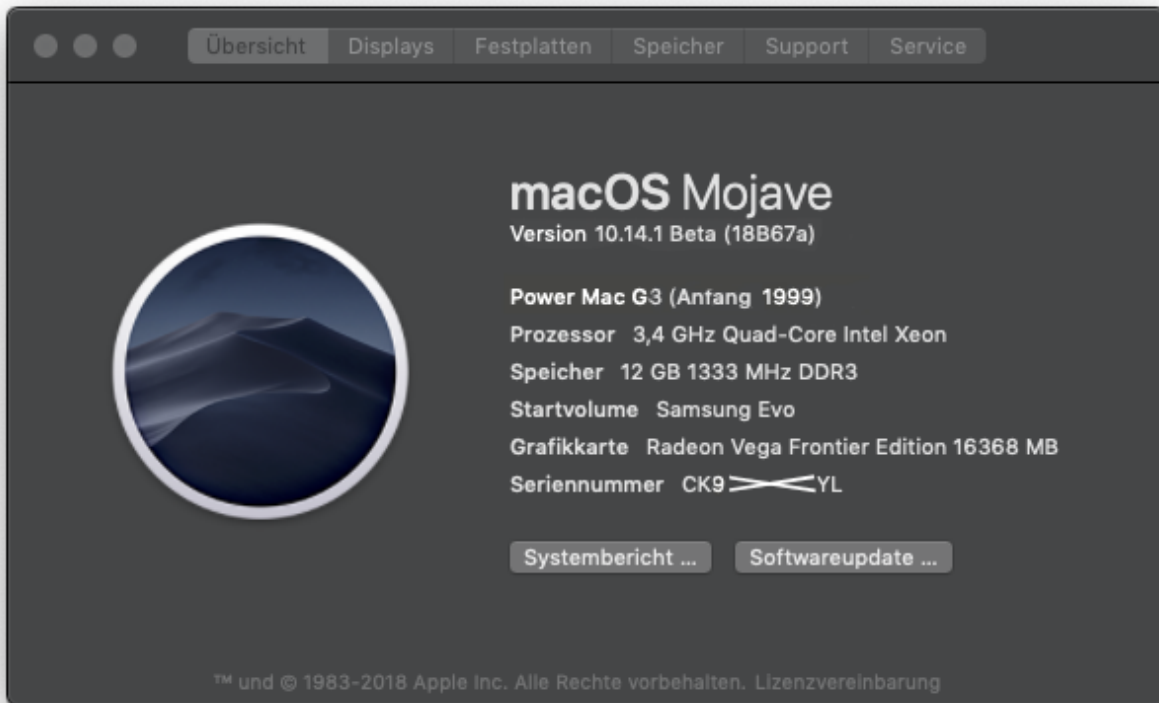 Übersicht Displays Festplatten Speicher Support Service
macOS Mojave
Version 10.14.1 Beta (18B67a)
Power Mac G3 (Anfang 1999)
Prozessor 3,4 GHz Quad-Core Intel Xeon
Speicher 12 GB 1333 MHz DDR3
Startvolume Samsung Evo
Grafikkarte Radeon Vega Frontier Edition 16368 MB
Seriennummer CK9 YL
Systembericht ... Softwareupdate ...
™ und © 1983-2018 Apple Inc. Alle Rechte vorbehalten. Lizenzvereinbarung